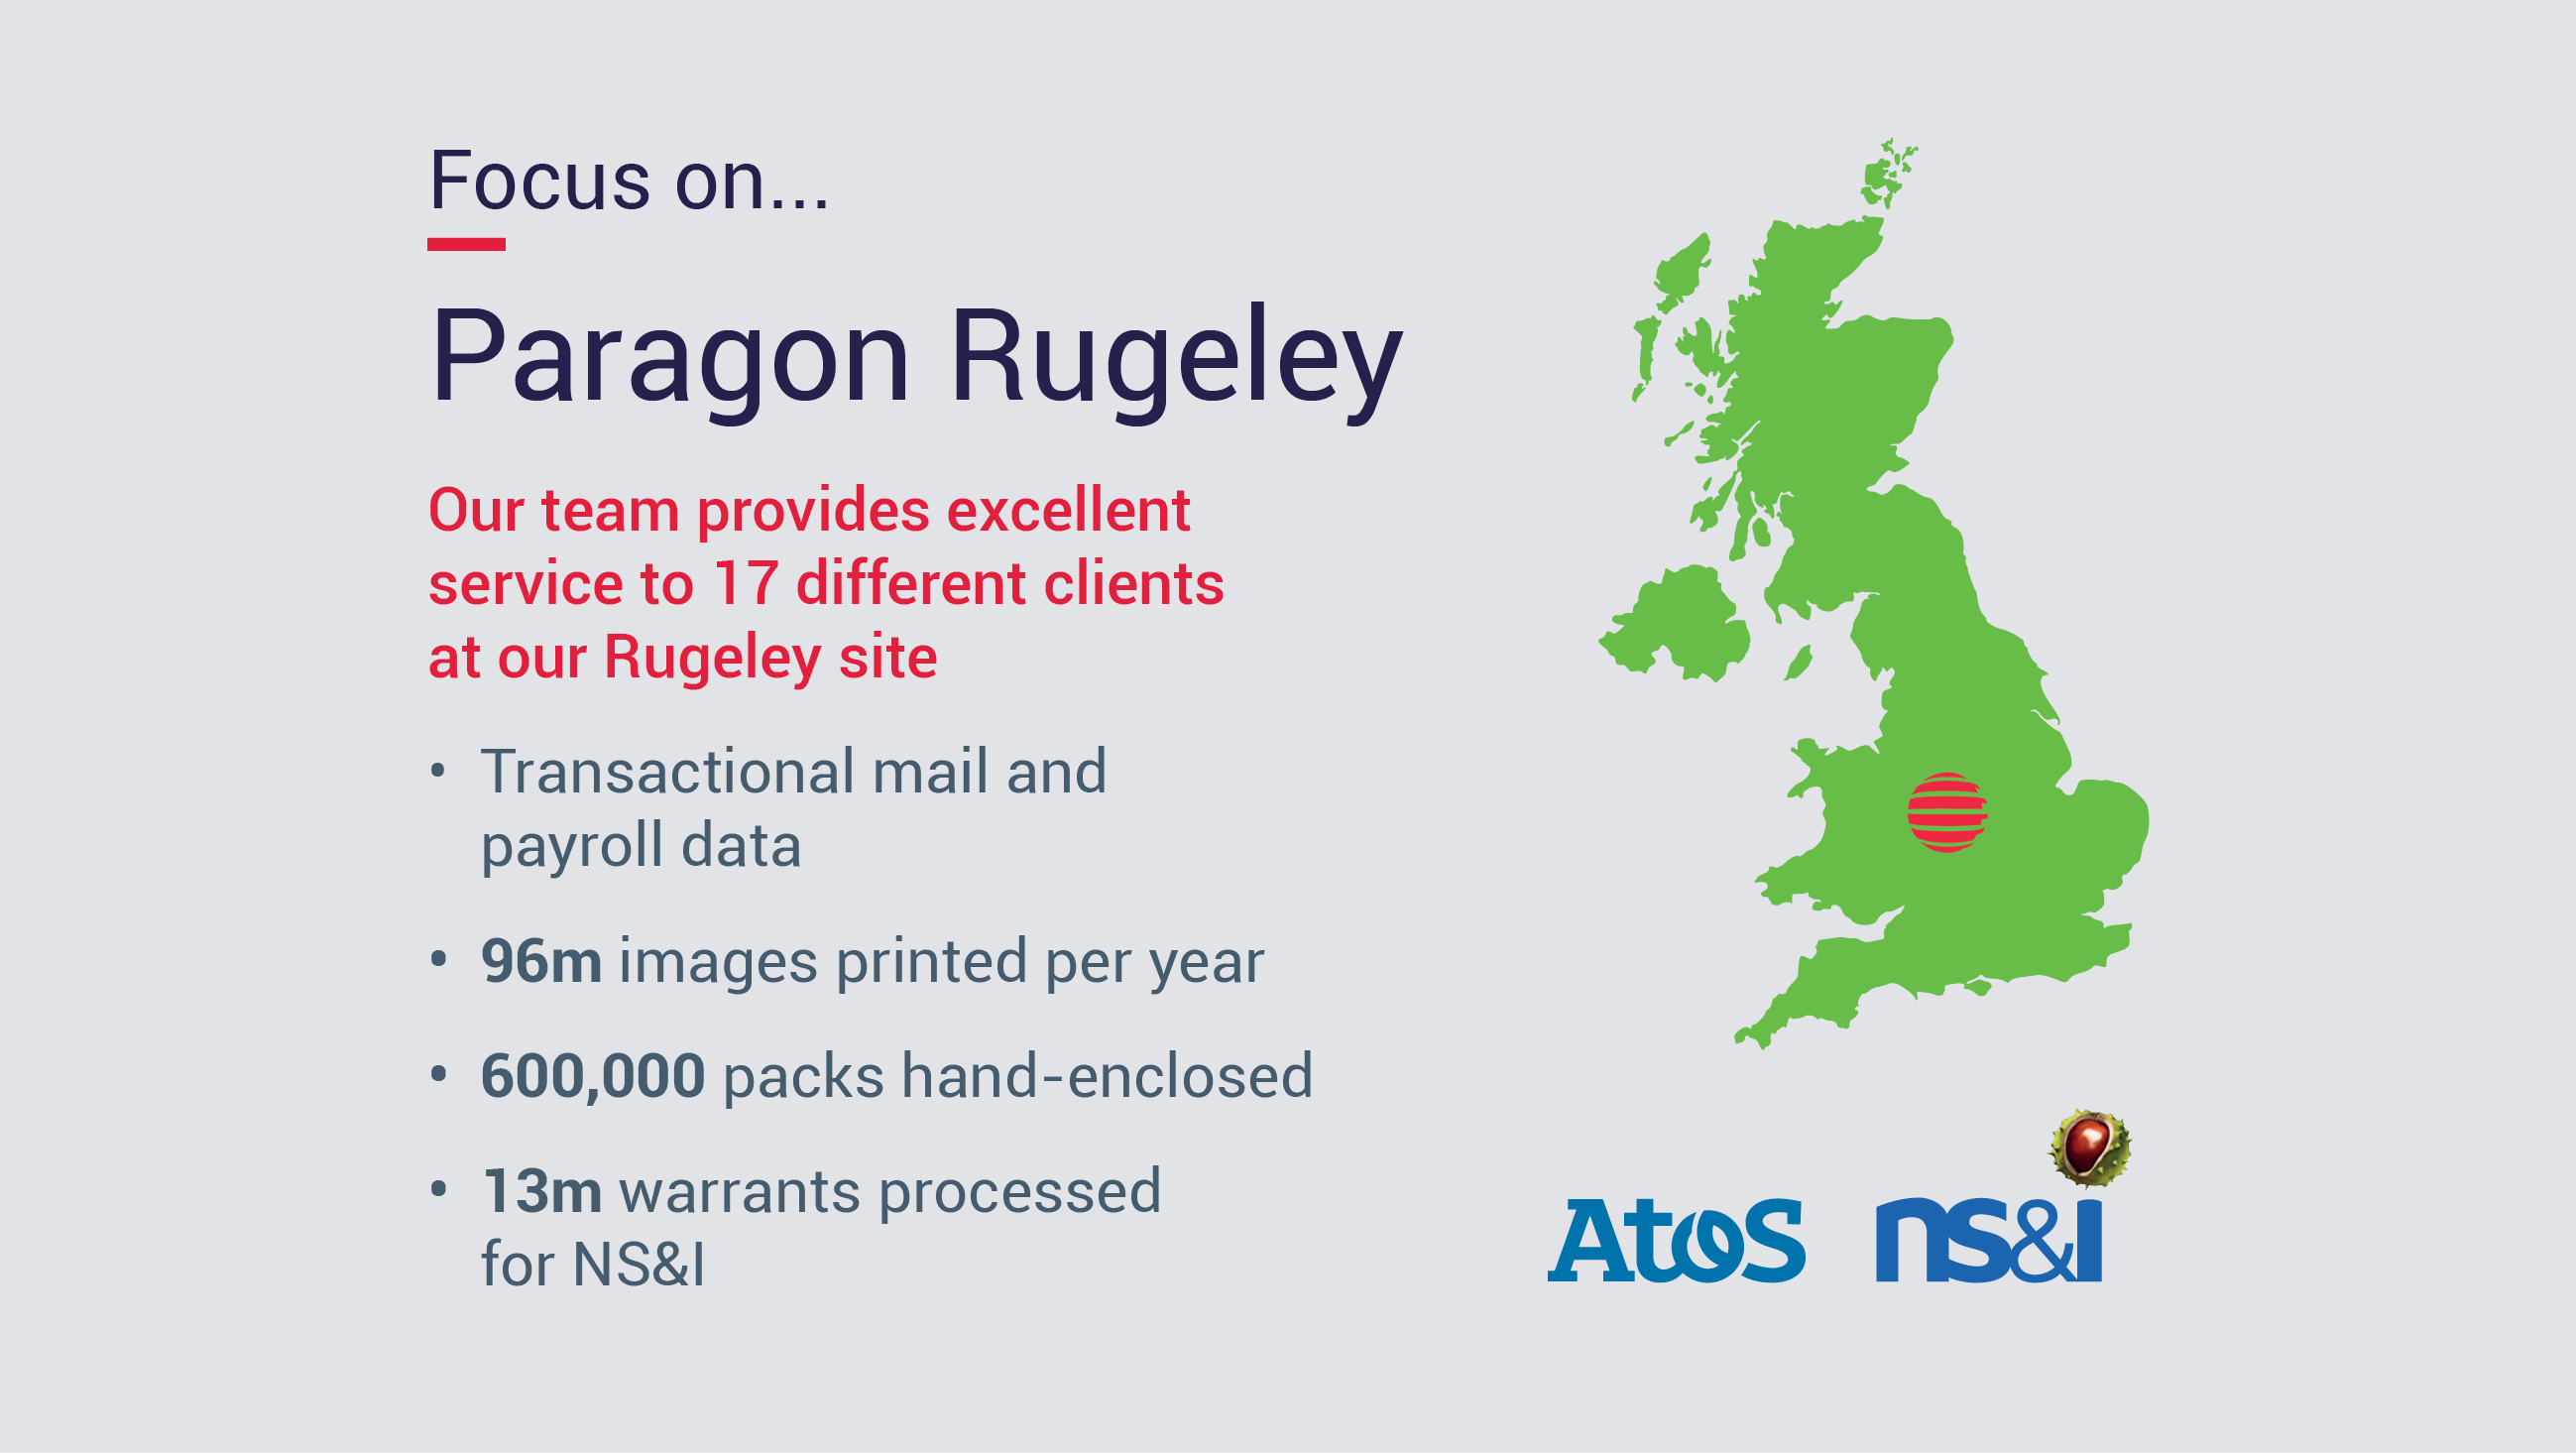 Focus on...
Paragon Rugeley
Our team provides excellent
service to 17 different clients
at our Rugeley site
• Transactional mail and
payroll data
• 96m images printed per year
• 600,000 packs hand-enclosed
• 13m warrants processed
for NS&I
Atos ns&i